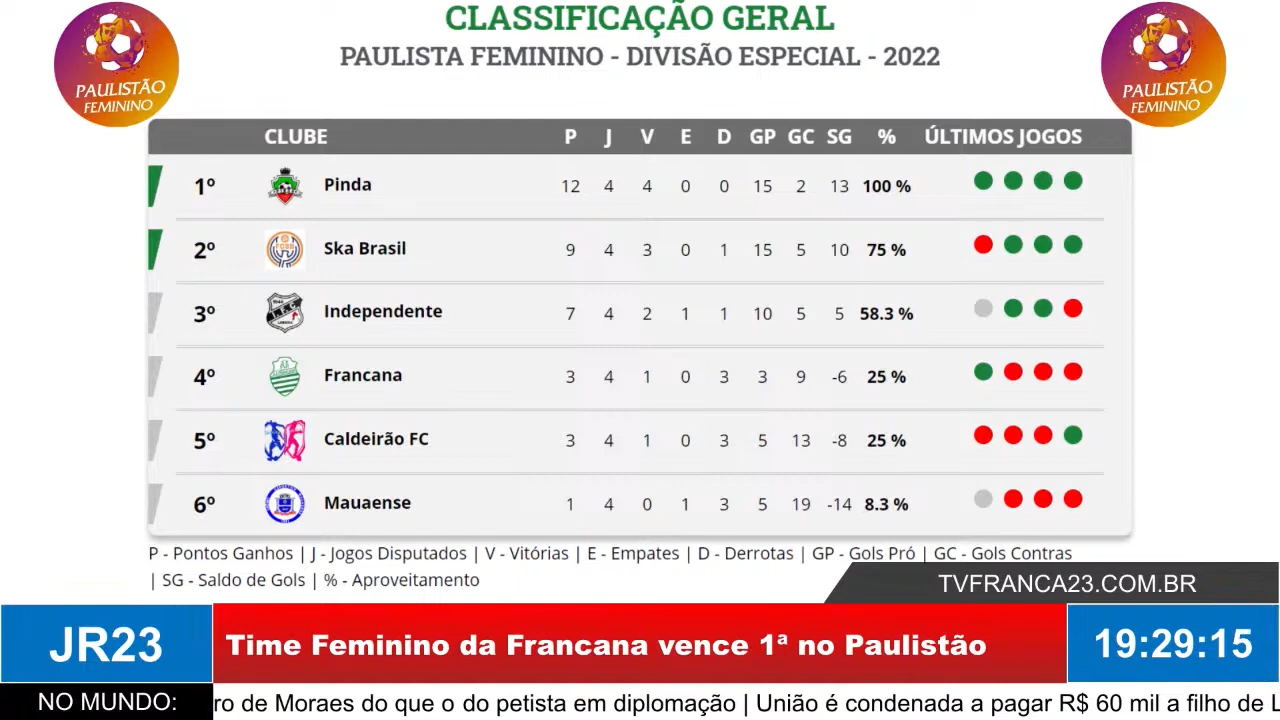 CLASSIFICAÇÃO GERAL
PAULISTA FEMININO - DIVISÃO ESPECIAL - 2022
PAULISTÃO
FEMININO
PAULISTÃO
FEMININO
CLUBE P J V E D GP GC SG % ÚLTIMOS JOGOS
1º Pinda 12 4 4 0 0 15 2 13 100 %
2º Ska Brasil 9 4 3 0 1 15 5 10 75 %
3º Independente 7 4 2 1 1 10 5 5 58.3 %
4º Francana 3 4 1 0 3 3 9 -6 25 %
5º Caldeirão FC 3 4 1 0 3 5 13 -8 25 %
6º Mauaense 1 4 0 1 3 5 19 -14 8.3 %
P - Pontos Ganhos | J - Jogos Disputados | V - Vitórias | E - Empates | D - Derrotas | GP - Gols Pró | GC - Gols Contras
| SG - Saldo de Gols | % - Aproveitamento
TVFRANCA23.COM.BR
JR23 Time Feminino da Francana vence 1ª no Paulistão 19:29:15
NO MUNDO: ro de Moraes do que o do petista em diplomação | União é condenada a pagar R$ 60 mil a filho de L